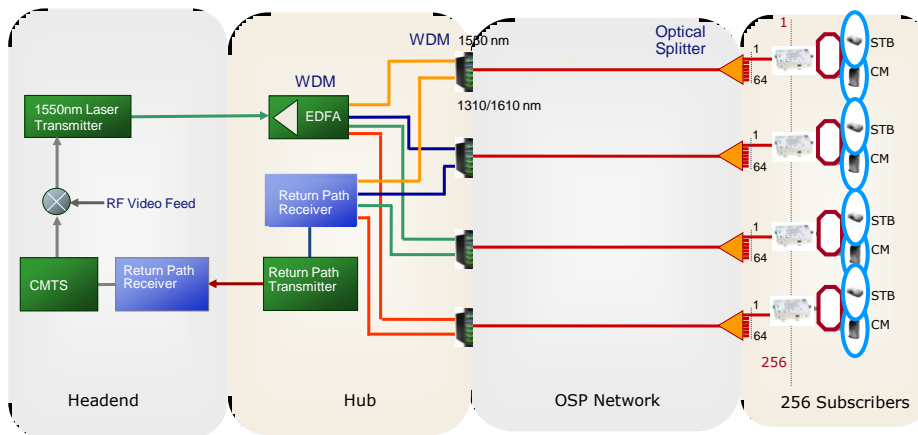 WDM
1550 nm
Optical
Splitter
1
1
64
STB
CM
WDM
1550nm Laser
Transmitter
EDFA
1310/1610 nm
1
64
STB
CM
RF Video Feed
Return Path
Receiver
1
64
STB
CM
CMTS
Return Path
Receiver
Return Path
Transmitter
1
64
STB
CM
256
Headend
Hub
OSP Network
256 Subscribers